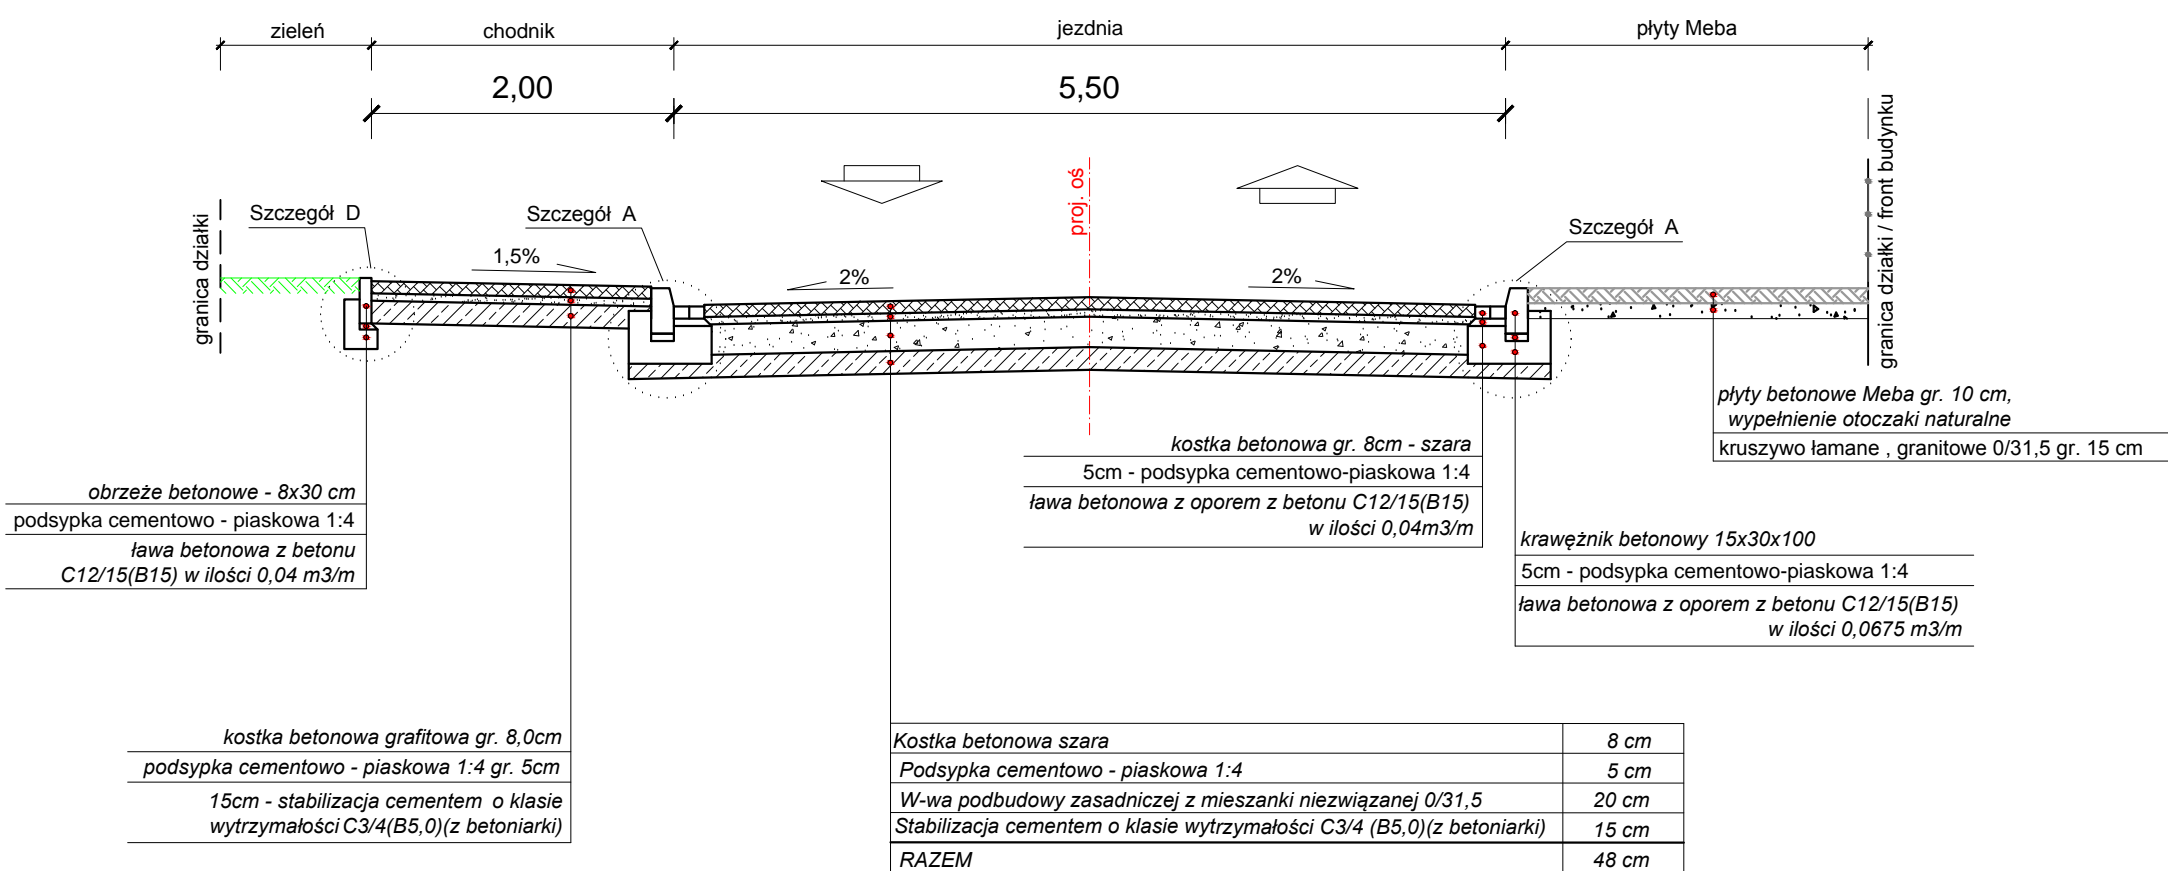 zieleń
chodnik
jezdnia
płyty Meba
2,00
5,50
granica działki
Szczegół D
Szczegół A
1,5%
2%
proj. oś
2%
Szczegół A
granica działki / front budynku
płyty betonowe Meba gr. 10 cm,
wypełnienie otoczaki naturalne
kruszywo łamane , granitowe 0/31,5 gr. 15 cm
kostka betonowa gr. 8cm - szara
5cm - podsypka cementowo-piaskowa 1:4
ława betonowa z oporem z betonu C12/15(B15)
w ilości 0,04m3/m
obrzeże betonowe - 8x30 cm
podsypka cementowo - piaskowa 1:4
ława betonowa z betonu
C12/15(B15) w ilości 0,04 m3/m
krawężnik betonowy 15x30x100
5cm - podsypka cementowo-piaskowa 1:4
ława betonowa z oporem z betonu C12/15(B15)
w ilości 0,0675 m3/m
kostka betonowa grafitowa gr. 8,0cm
podsypka cementowo - piaskowa 1:4 gr. 5cm
15cm - stabilizacja cementem o klasie
wytrzymałości C3/4(B5,0)(z betoniarki)
Kostka betonowa szara 8 cm
Podsypka cementowo - piaskowa 1:4 5 cm
W-wa podbudowy zasadniczej z mieszanki niezwiązanej 0/31,5 20 cm
Stabilizacja cementem o klasie wytrzymałości C3/4 (B5,0)(z betoniarki) 15 cm
RAZEM 48 cm